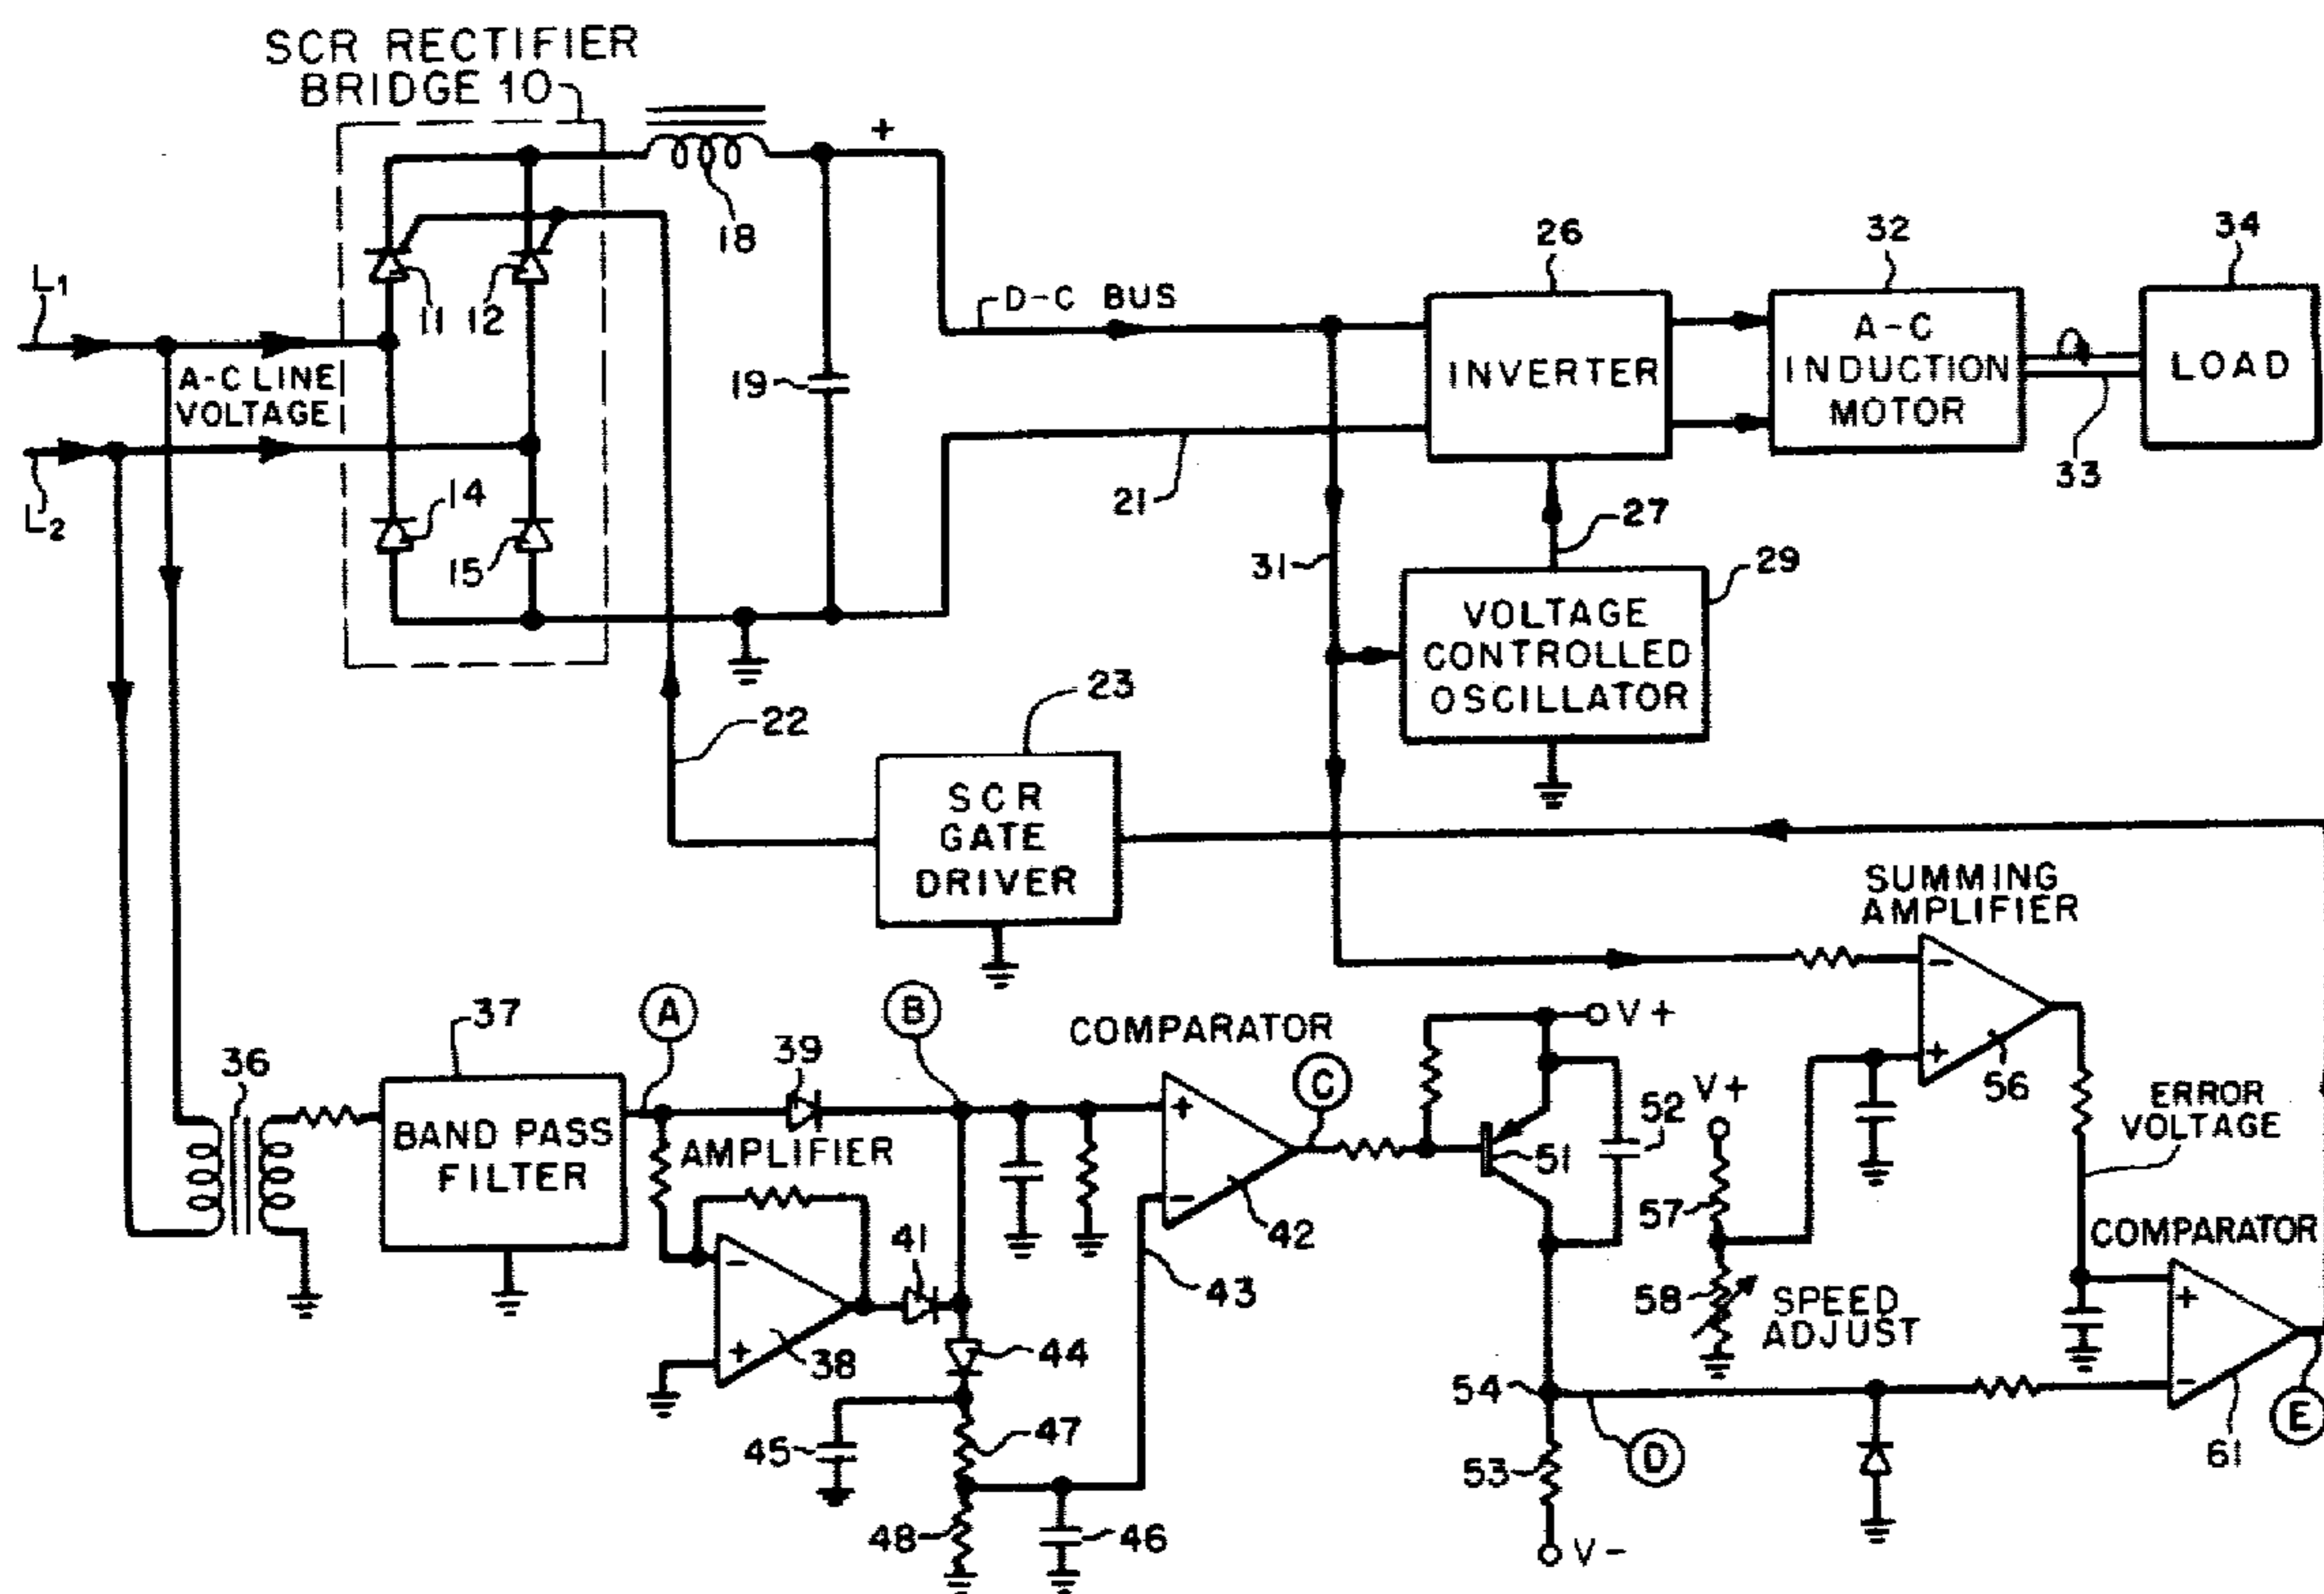 SCR RECTIFIER
BRIDGE 10
+
18
11
12
L1
A-C LINE
VOLTAGE
L2
14
15
19
D-C BUS
21
26
INVERTER
32
A-C
INDUCTION
MOTOR
33
34
LOAD
27
31
29
VOLTAGE
CONTROLLED
OSCILLATOR
22
23
SCR
GATE
DRIVER
SUMMING
AMPLIFIER
-
+
56
36
37
BAND PASS
FILTER
A
39
B
AMPLIFIER
-
+
38
41
44
45
47
48
46
43
COMPARATOR
+
-
42
C
V+
51
52
V+
57
58
SPEED
ADJUST
54
53
D
V-
ERROR
VOLTAGE
COMPARATOR
+
-
61
E